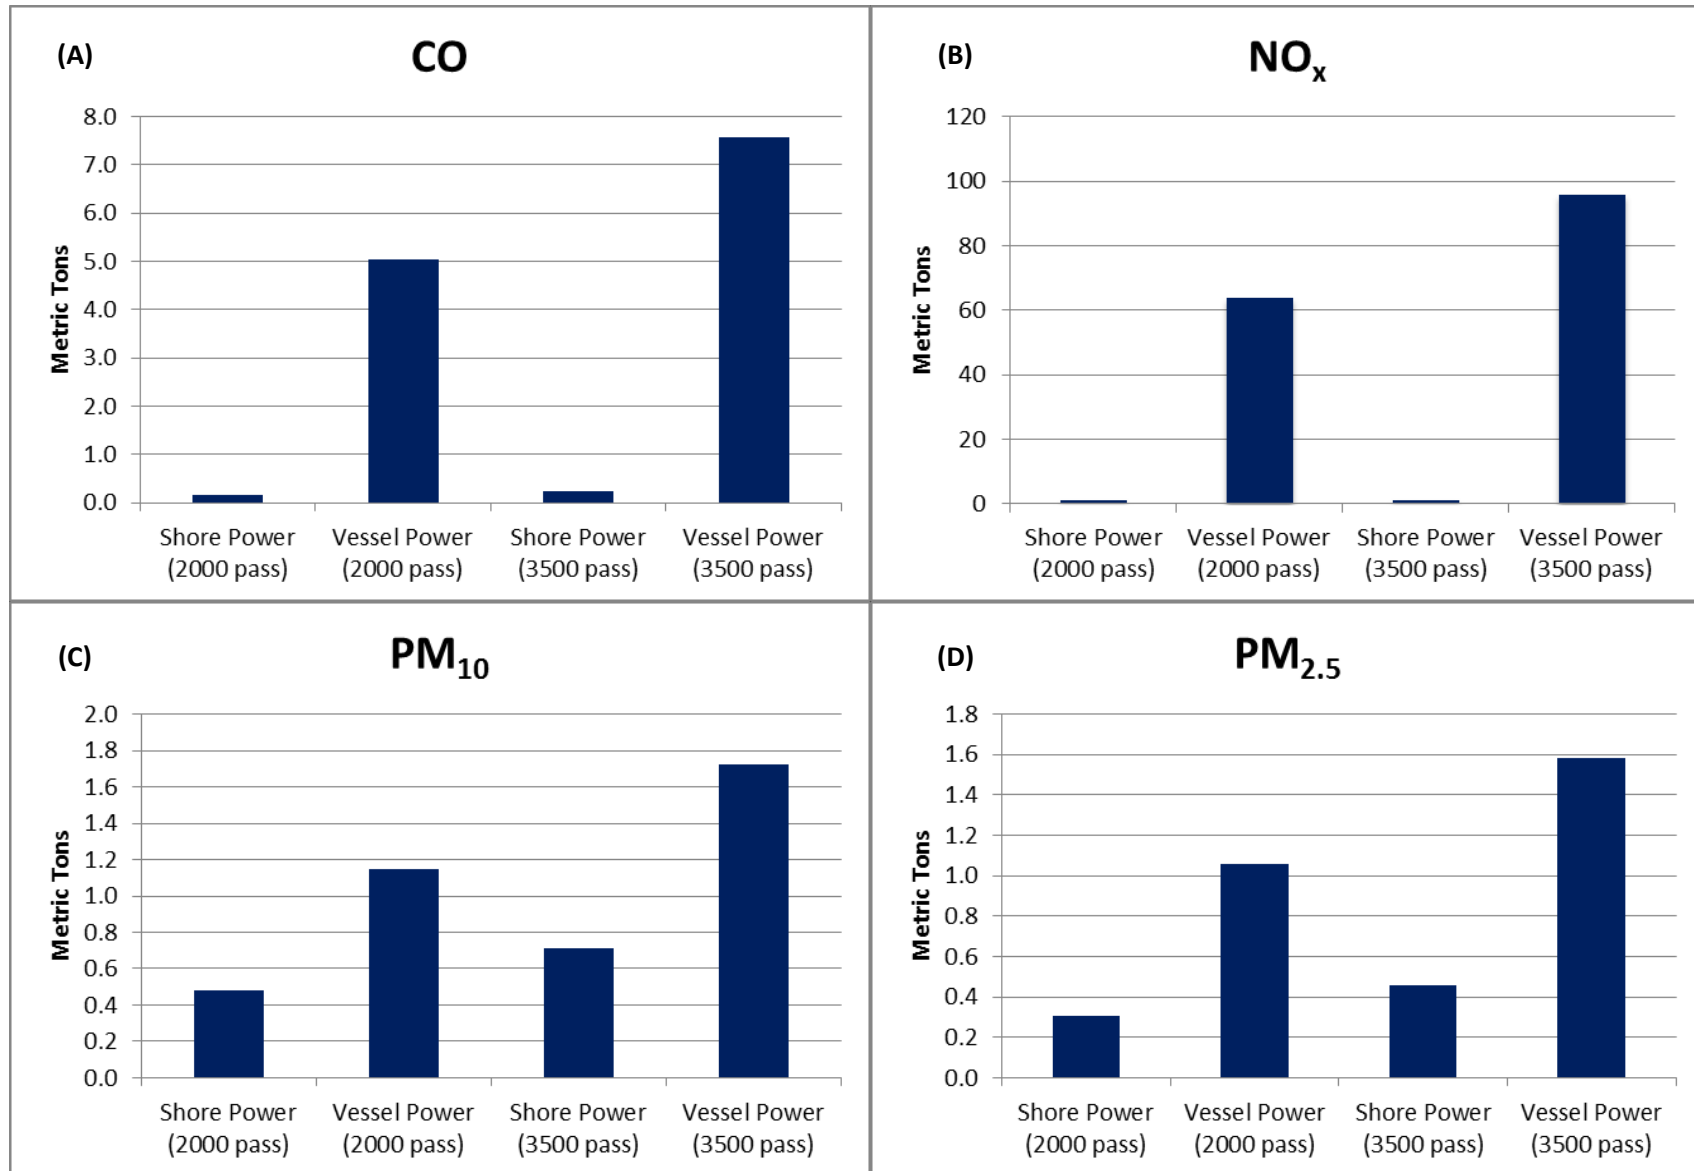 (A)
CO
Metric Tons
8.0
7.0
6.0
5.0
4.0
3.0
2.0
1.0
0.0
Shore Power
(2000 pass)
Vessel Power
(2000 pass)
Shore Power
(3500 pass)
Vessel Power
(3500 pass)
(B)
NOx
Metric Tons
120
100
80
60
40
20
0
Shore Power
(2000 pass)
Vessel Power
(2000 pass)
Shore Power
(3500 pass)
Vessel Power
(3500 pass)
(C)
PM10
Metric Tons
2.0
1.8
1.6
1.4
1.2
1.0
0.8
0.6
0.4
0.2
0.0
Shore Power
(2000 pass)
Vessel Power
(2000 pass)
Shore Power
(3500 pass)
Vessel Power
(3500 pass)
(D)
PM2.5
Metric Tons
1.8
1.6
1.4
1.2
1.0
0.8
0.6
0.4
0.2
0.0
Shore Power
(2000 pass)
Vessel Power
(2000 pass)
Shore Power
(3500 pass)
Vessel Power
(3500 pass)